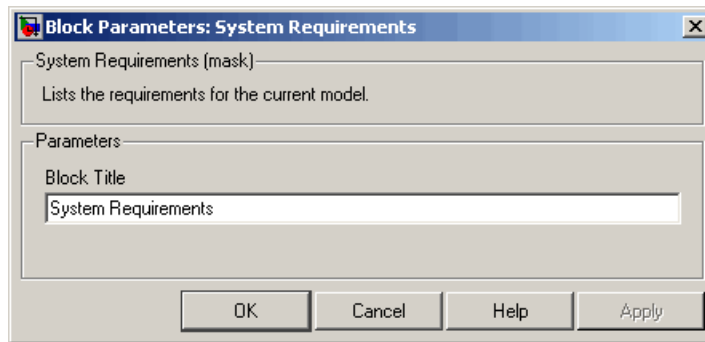 Block Parameters: System Requirements
System Requirements (mask)
Lists the requirements for the current model.
Parameters
Block Title
System Requirements
OK Cancel Help Apply